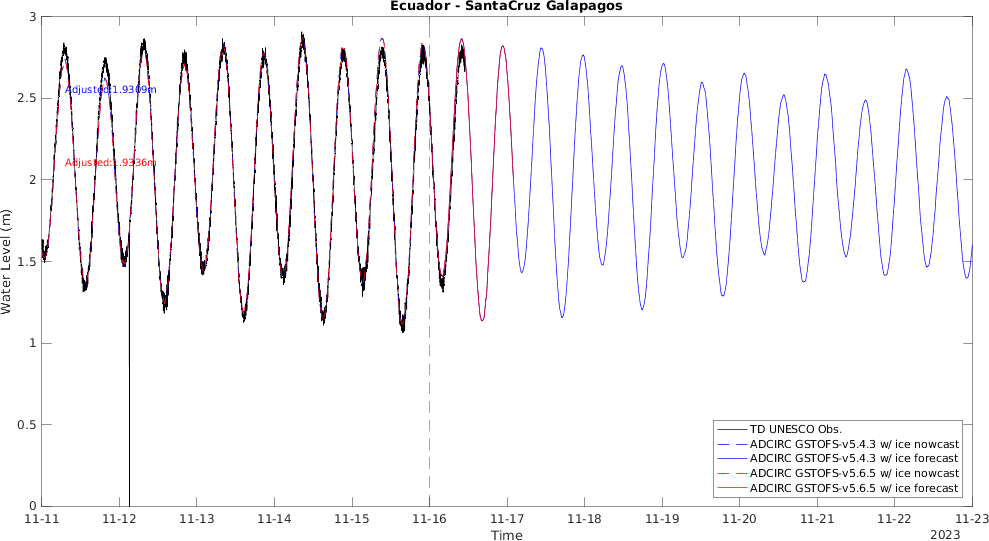 Ecuador - SantaCruz Galapagos
Water Level (m)
3
2.5
2
1.5
1
0.5
0
Adjusted:1.9309m
Adjusted:1.9336m
TD UNESCO Obs.
ADCIRC GSTOFS-v5.4.3 w/ ice nowcast
ADCIRC GSTOFS-v5.4.3 w/ ice forecast
ADCIRC GSTOFS-v5.6.5 w/ ice nowcast
ADCIRC GSTOFS-v5.6.5 w/ ice forecast
11-11 11-12 11-13 11-14 11-15 11-16 11-17 11-18 11-19 11-20 11-21 11-22 11-23
Time
2023